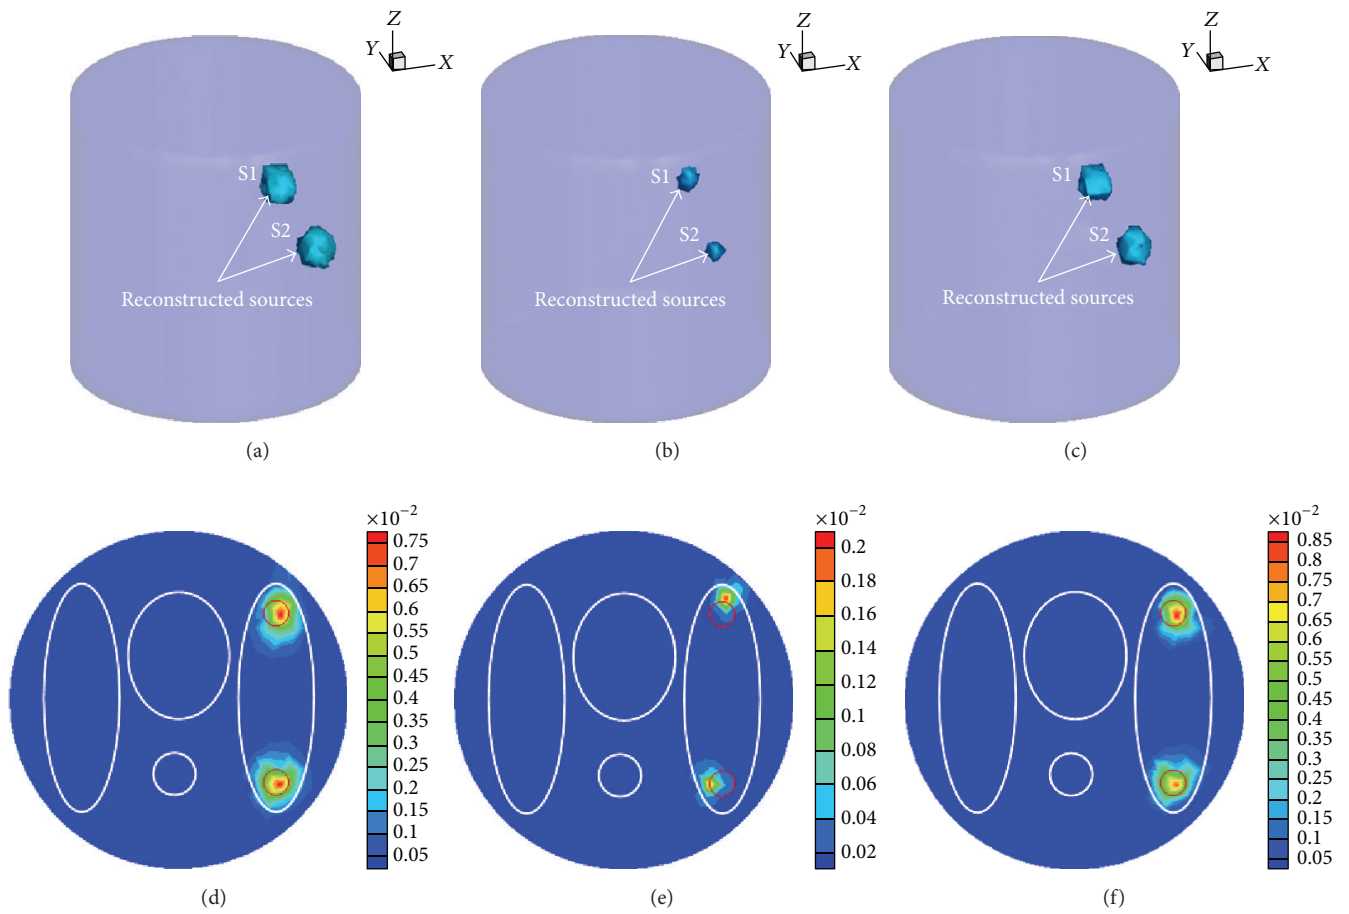 Z
Y
X
S1
S2
Reconstructed sources
(a)
Z
Y
X
S1
S2
Reconstructed sources
(b)
Z
Y
X
S1
S2
Reconstructed sources
(c)
×10⁻²
0.75
0.7
0.65
0.6
0.55
0.5
0.45
0.4
0.35
0.3
0.25
0.2
0.15
0.1
0.05
(d)
×10⁻²
0.2
0.18
0.16
0.14
0.12
0.1
0.08
0.06
0.04
0.02
(e)
×10⁻²
0.85
0.8
0.75
0.7
0.65
0.6
0.55
0.5
0.45
0.4
0.35
0.3
0.25
0.2
0.15
0.1
0.05
(f)